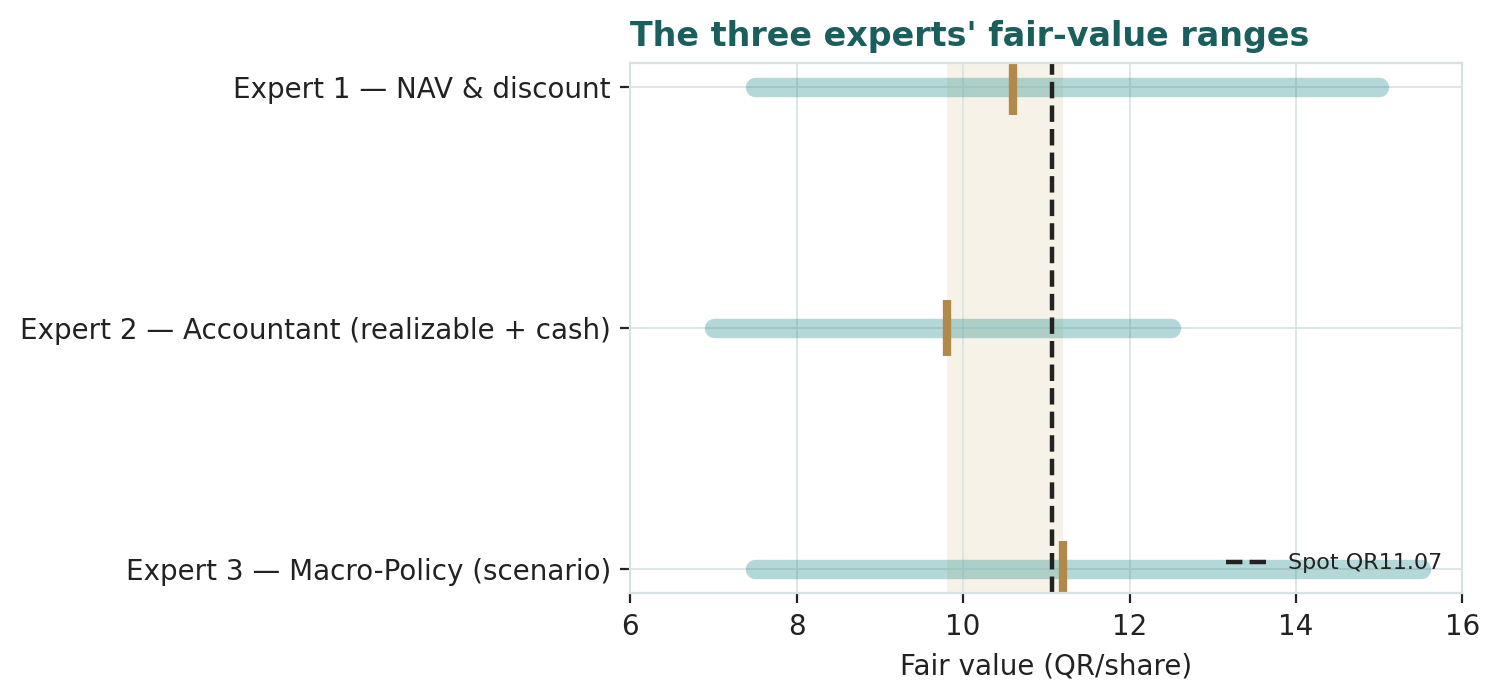 The three experts' fair-value ranges
Expert 1 — NAV & discount
Expert 2 — Accountant (realizable + cash)
Expert 3 — Macro-Policy (scenario)
Spot QR11.07
6 8 10 12 14 16
Fair value (QR/share)